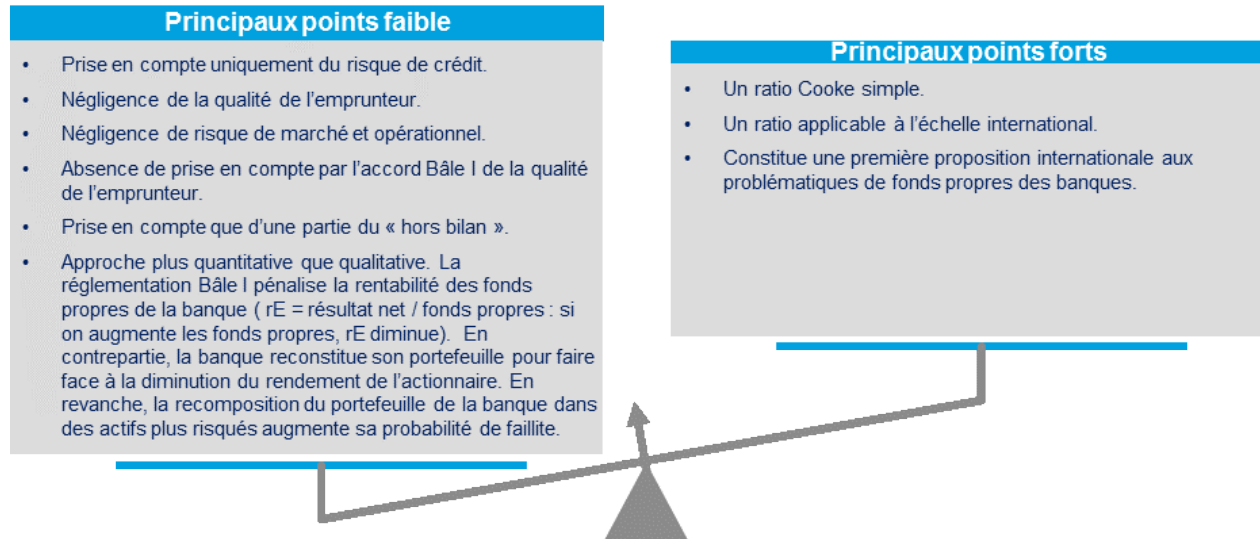 Principaux points faible
• Prise en compte uniquement du risque de crédit.
• Négligence de la qualité de l'emprunteur.
• Négligence de risque de marché et opérationnel.
• Absence de prise en compte par l'accord Bâle I de la qualité
de l'emprunteur.
• Prise en compte que d'une partie du « hors bilan ».
• Approche plus quantitative que qualitative. La
réglementation Bâle I pénalise la rentabilité des fonds
propres de la banque ( rE = résultat net / fonds propres : si
on augmente les fonds propres, rE diminue). En
contrepartie, la banque reconstitue son portefeuille pour faire
face à la diminution du rendement de l'actionnaire. En
revanche, la recomposition du portefeuille de la banque dans
des actifs plus risqués augmente sa probabilité de faillite.
Principaux points forts
• Un ratio Cooke simple.
• Un ratio applicable à l'échelle international.
• Constitue une première proposition internationale aux
problématiques de fonds propres des banques.